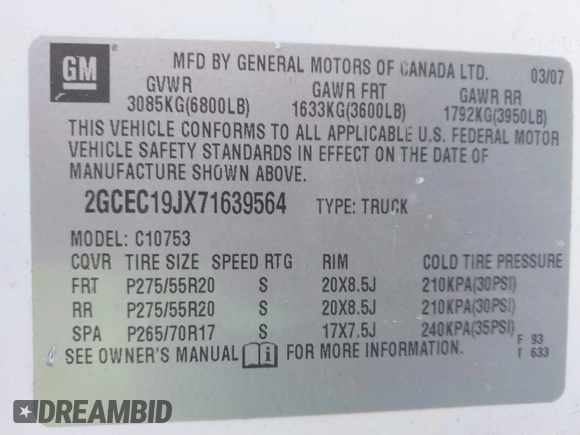 GM
MFD BY GENERAL MOTORS OF CANADA LTD. 03/07
GVWR GAWR FRT GAWR RR
3085KG(6800LB) 1633KG(3600LB) 1792KG(3950LB)
THIS VEHICLE CONFORMS TO ALL APPLICABLE U.S. FEDERAL MOTOR
VEHICLE SAFETY STANDARDS IN EFFECT ON THE DATE OF
MANUFACTURE SHOWN ABOVE.
2GCEC19JX71639564 TYPE: TRUCK
MODEL: C10753
CQVR TIRE SIZE SPEED RTG RIM COLD TIRE PRESSURE
FRT P275/55R20 S 20X8.5J 210KPA(30PSI)
RR P275/55R20 S 20X8.5J 210KPA(30PSI)
SPA P265/70R17 S 17X7.5J 240KPA(35PSI)
SEE OWNER'S MANUAL i FOR MORE INFORMATION. F 93
T 633
DREAMBID